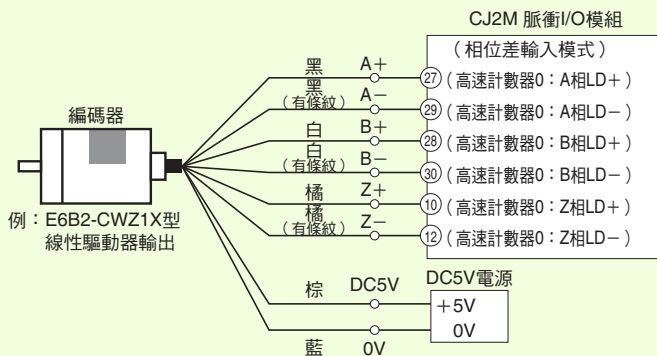 CJ2M 脈衝I/O模組
（相位差輸入模式）
編碼器
例：E6B2-CWZ1X型
線性驅動器輸出
黑 A+ 27（高速計數器0：A相LD+）
黑（有條紋） A− 29（高速計數器0：A相LD−）
白 B+ 28（高速計數器0：B相LD+）
白（有條紋） B− 30（高速計數器0：B相LD−）
橘 Z+ 10（高速計數器0：Z相LD+）
橘（有條紋） Z− 12（高速計數器0：Z相LD−）
DC5V電源
棕 DC5V +5V
藍 0V 0V